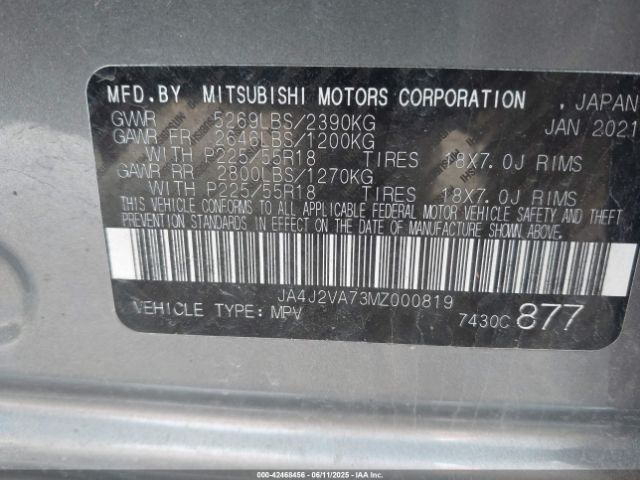 MFD.BY MITSUBISHI MOTORS CORPORATION , JAPAN
GVWR 5269LBS/2390KG JAN 2021
GAWR FR 2646LBS/1200KG
WITH P225/55R18 TIRES 18X7.0J RIMS
GAWR RR 2800LBS/1270KG
WITH P225/55R18 TIRES 18X7.0J RIMS
THIS VEHICLE CONFORMS TO ALL APPLICABLE FEDERAL MOTOR VEHICLE SAFETY AND THEFT
PREVENTION STANDARDS IN EFFECT ON THE DATE OF MANUFACTURE SHOWN ABOVE.
JA4J2VA73MZ000819
VEHICLE TYPE: MPV 7430C 877
000-42468456 - 06/11/2025 - IAAI.COM